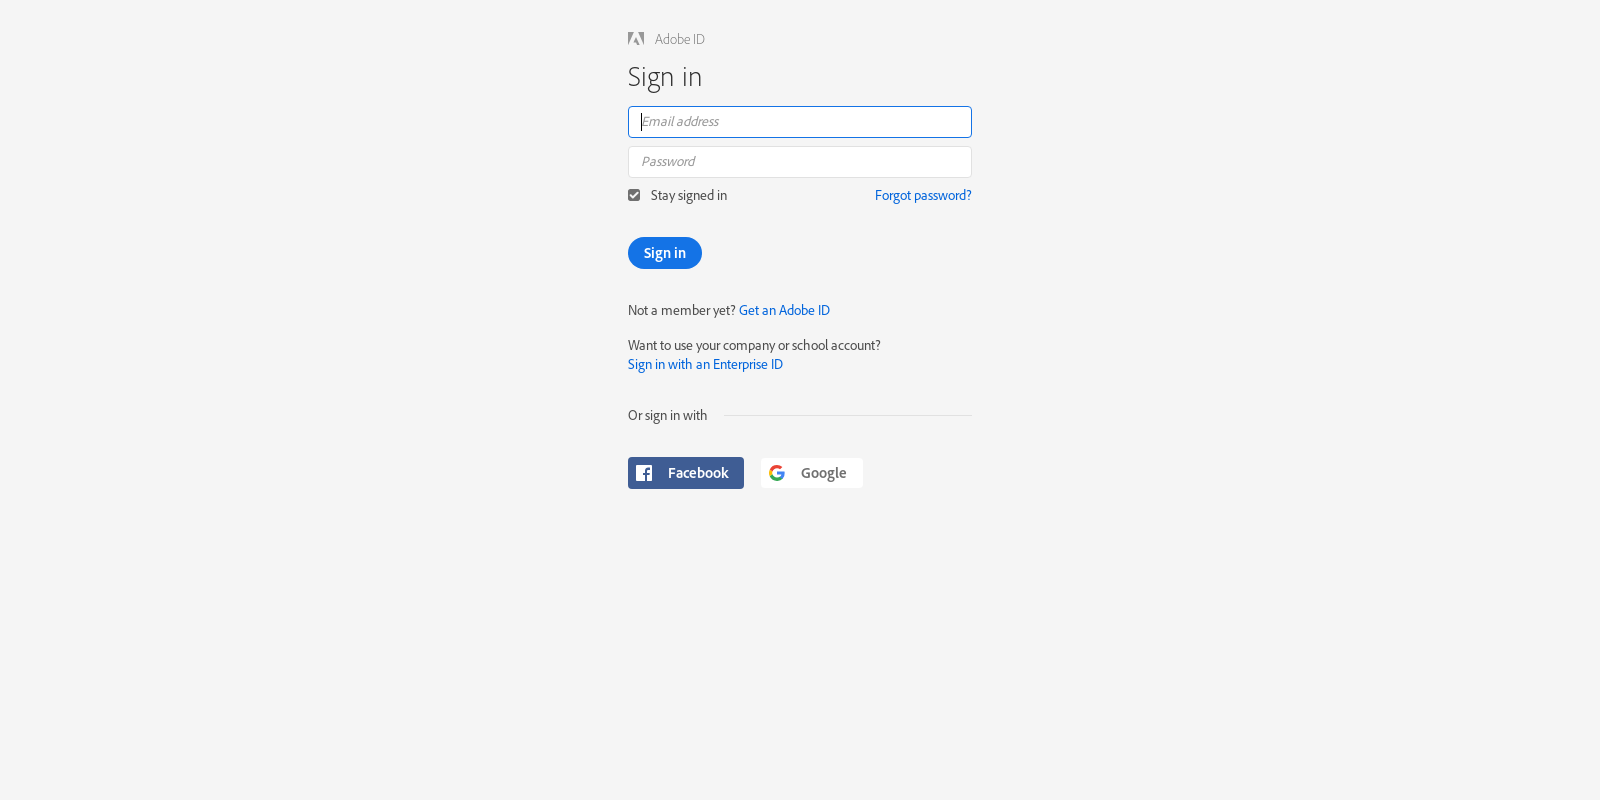 Adobe ID
Sign in
Email address
Password
Stay signed in
Forgot password?
Sign in
Not a member yet? Get an Adobe ID
Want to use your company or school account?
Sign in with an Enterprise ID
Or sign in with
Facebook
Google